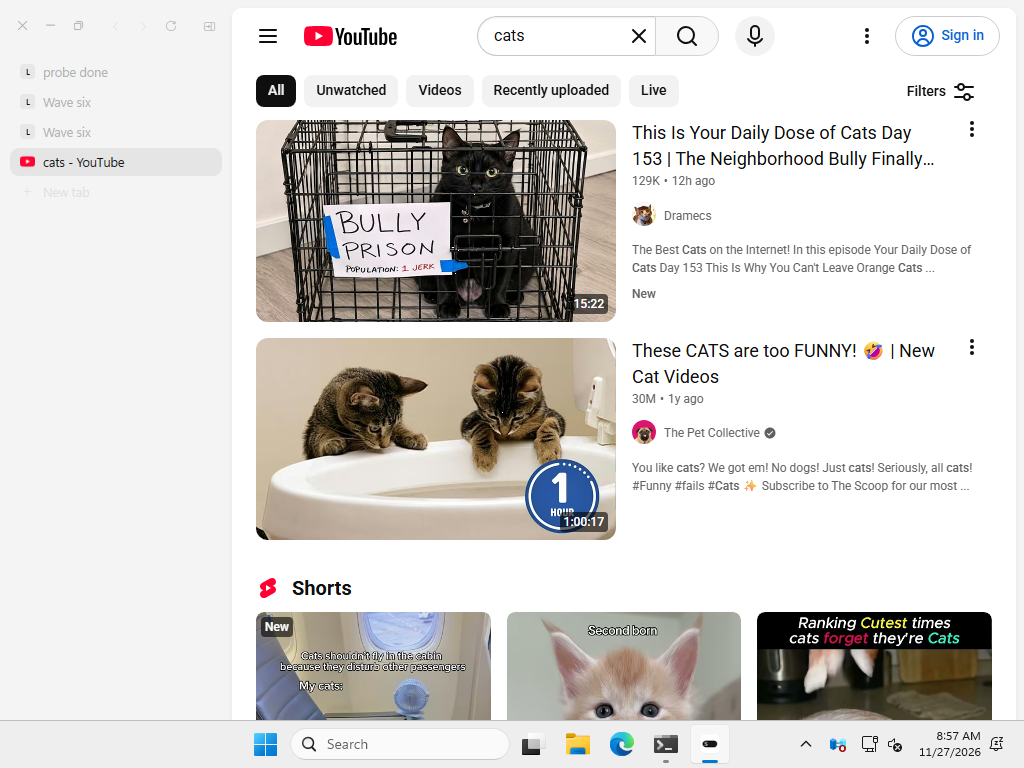 probe done
Wave six
Wave six
cats - YouTube
New tab
YouTube
cats
Sign in
All
Unwatched
Videos
Recently uploaded
Live
Filters
BULLY
PRISON
POPULATION: 1 JERK
15:22
This Is Your Daily Dose of Cats Day
153 | The Neighborhood Bully Finally…
129K • 12h ago
Dramecs
The Best Cats on the Internet! In this episode Your Daily Dose of
Cats Day 153 This Is Why You Can't Leave Orange Cats ...
New
1
HOUR
1:00:17
These CATS are too FUNNY! 🤣 | New
Cat Videos
30M • 1y ago
The Pet Collective
You like cats? We got em! No dogs! Just cats! Seriously, all cats!
#Funny #fails #Cats ✨ Subscribe to The Scoop for our most ...
Shorts
New
Cats shouldn't fly in the cabin
because they disturb other passengers
My cats:
Second born
Ranking Cutest times
cats forget they're Cats
Search
8:57 AM
11/27/2026